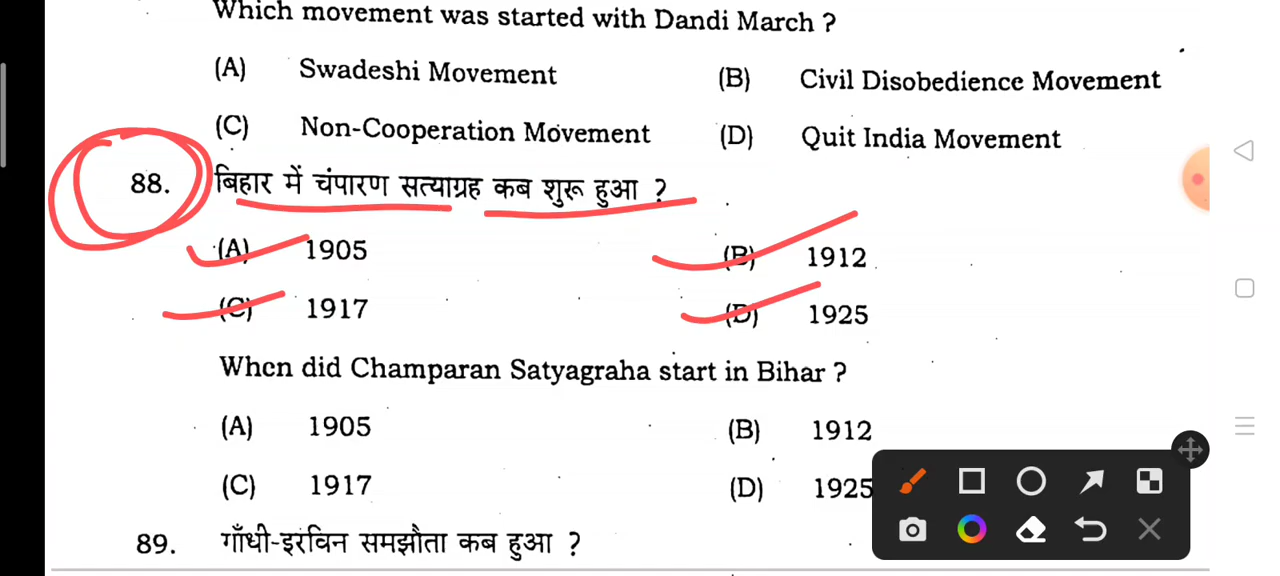 Which movement was started with Dandi March ?
(A) Swadeshi Movement (B) Civil Disobedience Movement
(C) Non-Cooperation Movement (D) Quit India Movement
88. बिहार में चंपारण सत्याग्रह कब शुरू हुआ ?
(A) 1905 (B) 1912
(C) 1917 (D) 1925
When did Champaran Satyagraha start in Bihar ?
(A) 1905 (B) 1912
(C) 1917 (D) 1925
89. गाँधी-इरविन समझौता कब हुआ ?